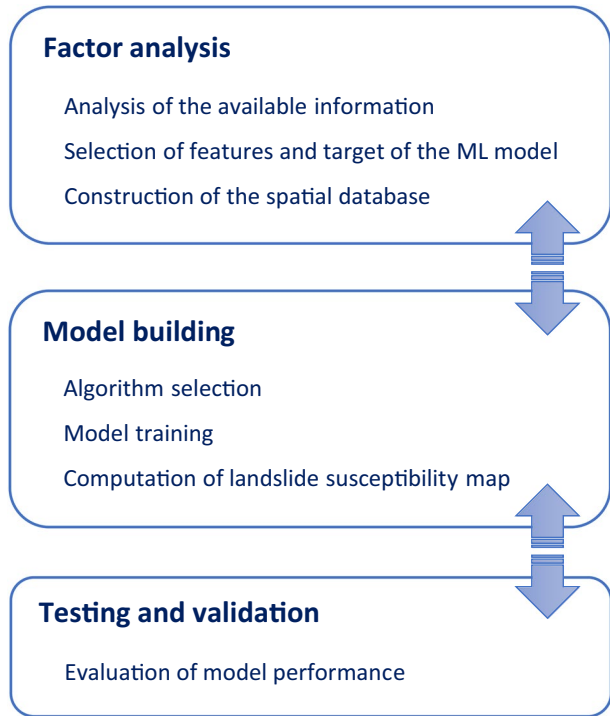 Factor analysis
Analysis of the available information
Selection of features and target of the ML model
Construction of the spatial database
Model building
Algorithm selection
Model training
Computation of landslide susceptibility map
Testing and validation
Evaluation of model performance